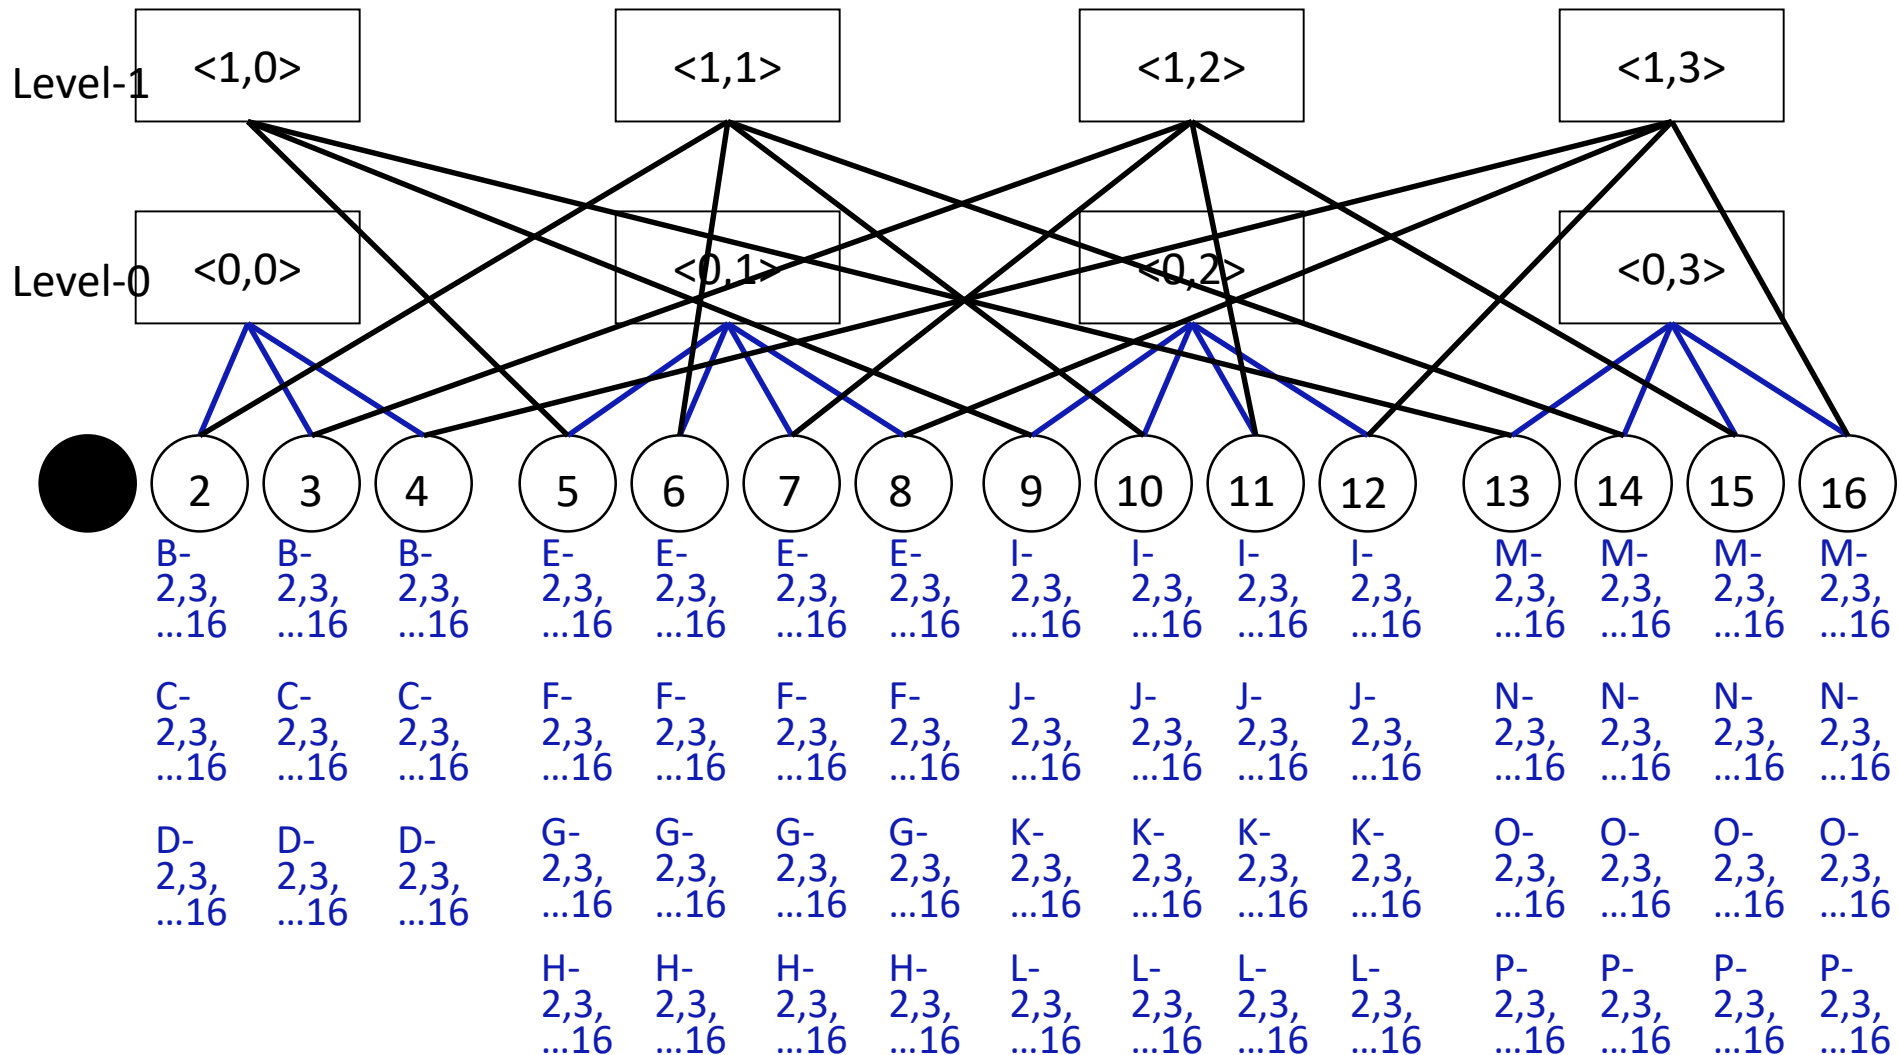 <1,0> <1,1> <1,2> <1,3>
Level-1
<0,0> <0,1> <0,2> <0,3>
Level-0
2 3 4 5 6 7 8 9 10 11 12 13 14 15 16
B- B- B- E- E- E- E- I- I- I- I- M- M- M- M-
2,3, 2,3, 2,3, 2,3, 2,3, 2,3, 2,3, 2,3, 2,3, 2,3, 2,3, 2,3, 2,3, 2,3, 2,3,
...16 ...16 ...16 ...16 ...16 ...16 ...16 ...16 ...16 ...16 ...16 ...16 ...16 ...16 ...16
C- C- C- F- F- F- F- J- J- J- J- N- N- N- N-
2,3, 2,3, 2,3, 2,3, 2,3, 2,3, 2,3, 2,3, 2,3, 2,3, 2,3, 2,3, 2,3, 2,3, 2,3,
...16 ...16 ...16 ...16 ...16 ...16 ...16 ...16 ...16 ...16 ...16 ...16 ...16 ...16 ...16
D- D- D- G- G- G- G- K- K- K- K- O- O- O- O-
2,3, 2,3, 2,3, 2,3, 2,3, 2,3, 2,3, 2,3, 2,3, 2,3, 2,3, 2,3, 2,3, 2,3, 2,3,
...16 ...16 ...16 ...16 ...16 ...16 ...16 ...16 ...16 ...16 ...16 ...16 ...16 ...16 ...16
H- H- H- H- L- L- L- L- P- P- P- P-
2,3, 2,3, 2,3, 2,3, 2,3, 2,3, 2,3, 2,3, 2,3, 2,3, 2,3, 2,3,
...16 ...16 ...16 ...16 ...16 ...16 ...16 ...16 ...16 ...16 ...16 ...16